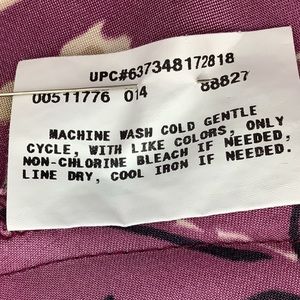 UPC#637348172818
00511776 014 88827
MACHINE WASH COLD GENTLE
CYCLE, WITH LIKE COLORS, ONLY
NON-CHLORINE BLEACH IF NEEDED,
LINE DRY, COOL IRON IF NEEDED.